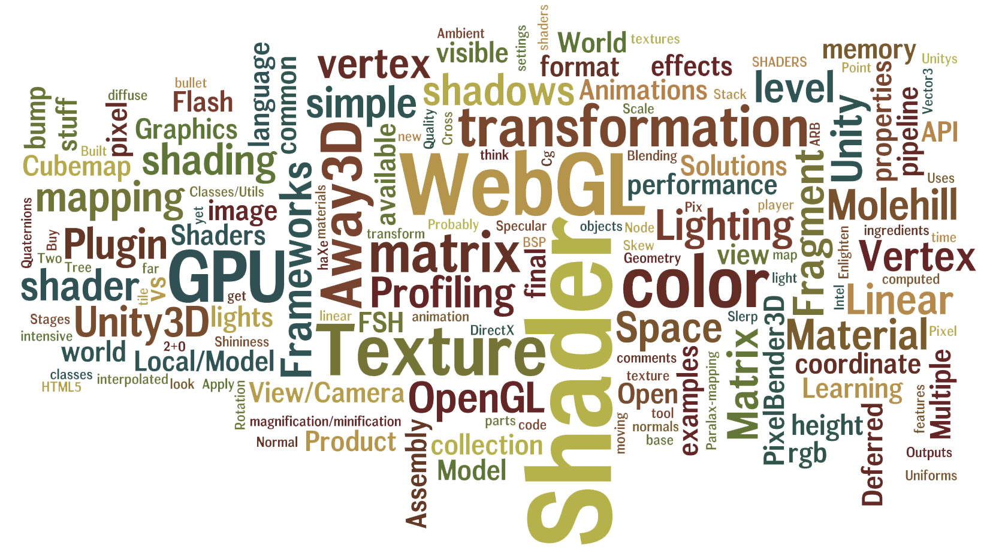 shaders
Ambient
settings
World
textures
visible
language
common
vertex
format
effects
SHADERS
memory
Point
Unitys
bullet
diffuse
Flash
bump
stuff
pixel
simple
shadows
Animations
Stack
level
properties
pipeline
Vector3
Graphics
Away3D
available
new
Quality
Cross
Scale
transformation
ARB
Unity
API
Built
Cubemap
shading
think
Cg
Blending
Solutions
WebGL
performance
Fragment
Uses
mapping
Classes/Utils
Frameworks
materials
haXe
Quaternions
yet
image
Molehill
Pix
player
Lighting
Buy
Plugin
Shaders
transform
Probably
Specular
objects
Node
ingredients
time
Enlighten
Two
Tree
far
matrix
BSP
final
Skew
Geometry
view
map
Vertex
shader
tile
vs
GPU
get
Profiling
Shader
color
light
computed
Intel
Linear
Stages
Unity3D
lights
linear
FSH
animation
DirectX
Space
Slerp
PixelBender3D
Material
Pixel
intensive
2+0
Shininess
Texture
Matrix
world
Local/Model
comments
examples
Paralax-mapping
coordinate
Multiple
classes
HTML5
interpolated
look
Apply
Rotation
View/Camera
OpenGL
texture
Open
Learning
features
magnification/minification
parts
code
moving
tool
normals
base
height
Deferred
Normal
Product
Assembly
collection
rgb
Outputs
Model
Uniforms